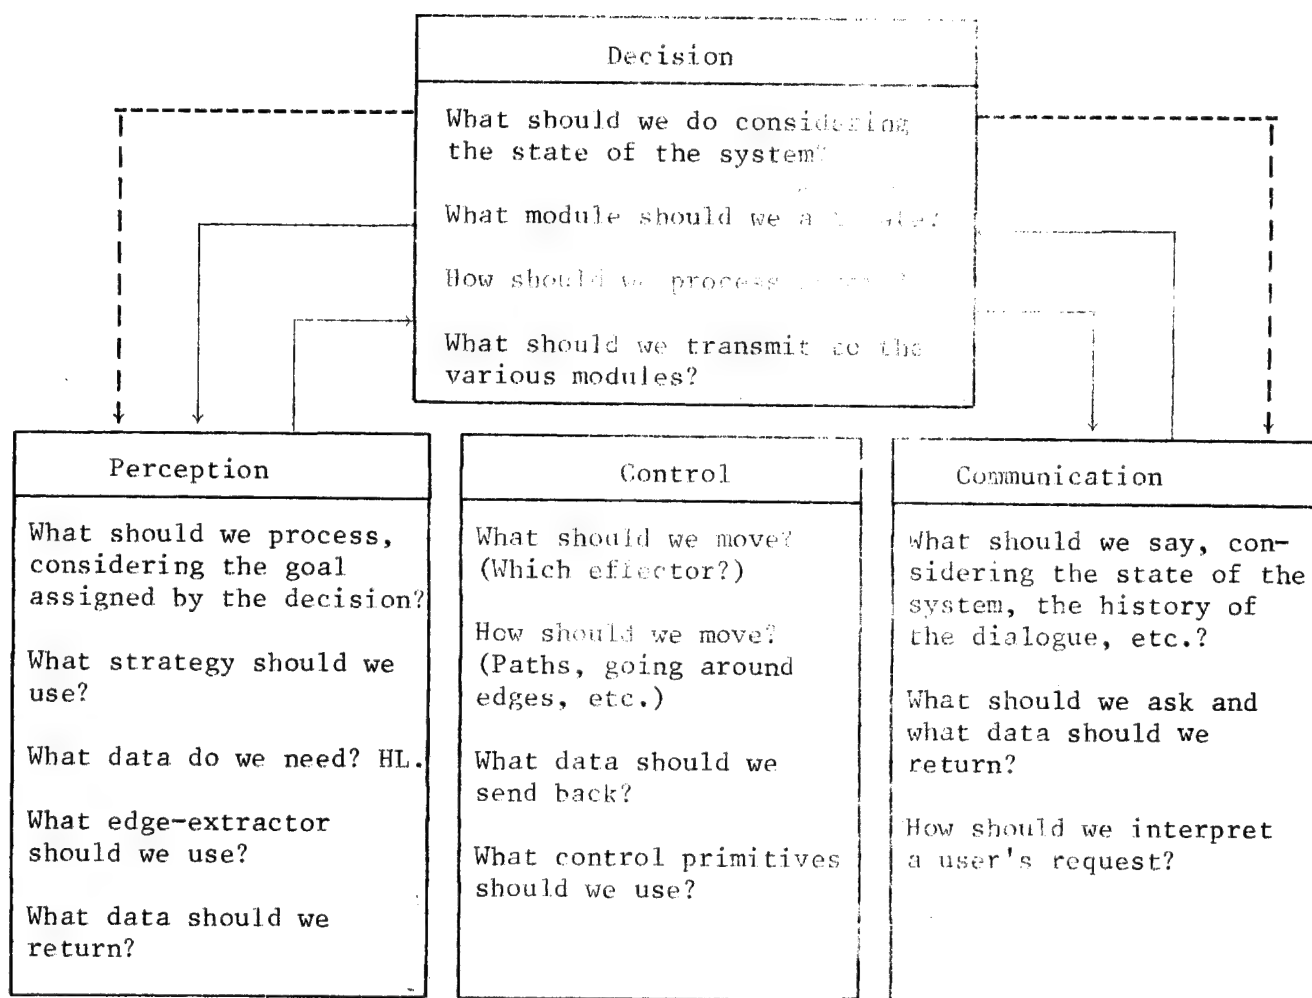 Decision
What should we do considering
the state of the system?
What module should we
How should we process
What should we transmit to the
various modules?
Perception
What should we process,
considering the goal
assigned by the decision?
What strategy should we
use?
What data do we need? HL.
What edge-extractor
should we use?
What data should we
return?
Control
What should we move?
(Which effector?)
How should we move?
(Paths, going around
edges, etc.)
What data should we
send back?
What control primitives
should we use?
Communication
What should we say, con-
sidering the state of the
system, the history of
the dialogue, etc.?
What should we ask and
what data should we
return?
How should we interpret
a user's request?